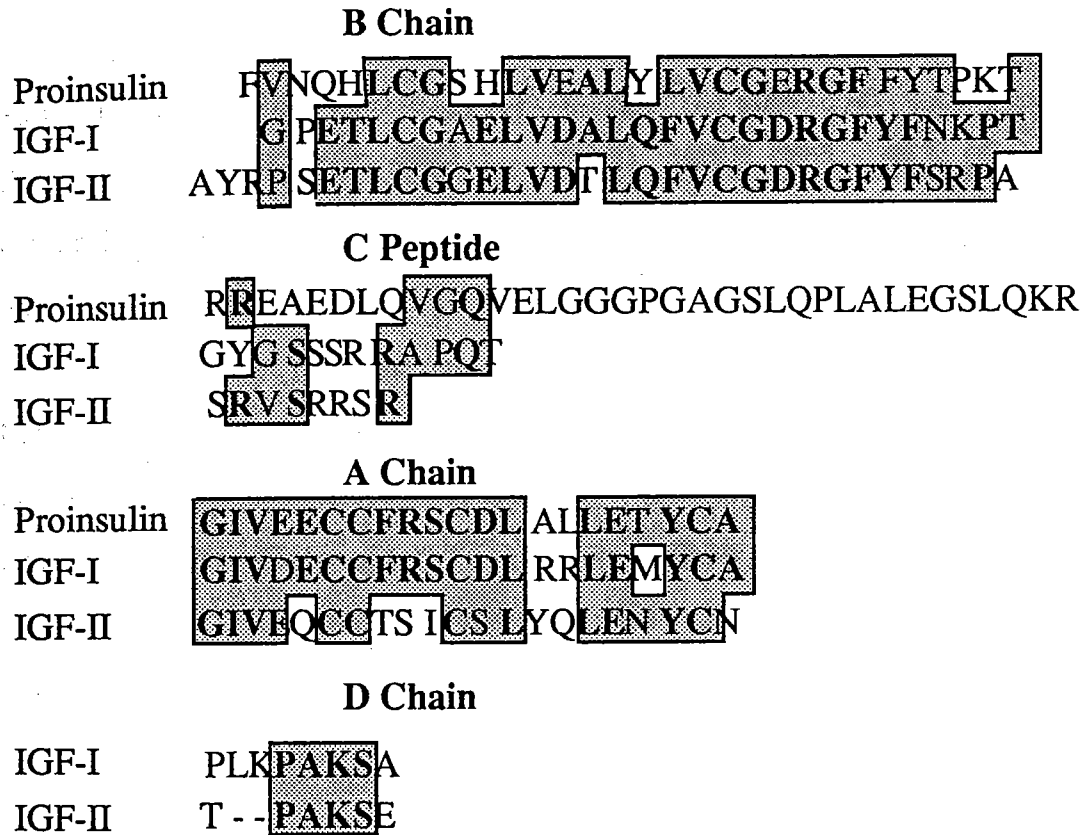 B Chain
Proinsulin FVNQHLCGSHLVEALYLVCGERGFFYTPKT
IGF-I GPETLCGAELVDALQFVCGDRGFYFNKPT
IGF-II AYRPSETLCGGELVDTLQFVCGDRGFYFSRPA
C Peptide
Proinsulin RREAEDLQVGQVELGGGPGAGSLQPLALEGSLQKR
IGF-I GYGSSSRRAPQT
IGF-II SRVSRRSR
A Chain
Proinsulin GIVEECCFRSCDLALLETYCA
IGF-I GIVDECCFRSCDLRRLEMYCA
IGF-II GIVEQCCTSICSLYQLENYCN
D Chain
IGF-I PLKPAKSA
IGF-II T--PAKSE